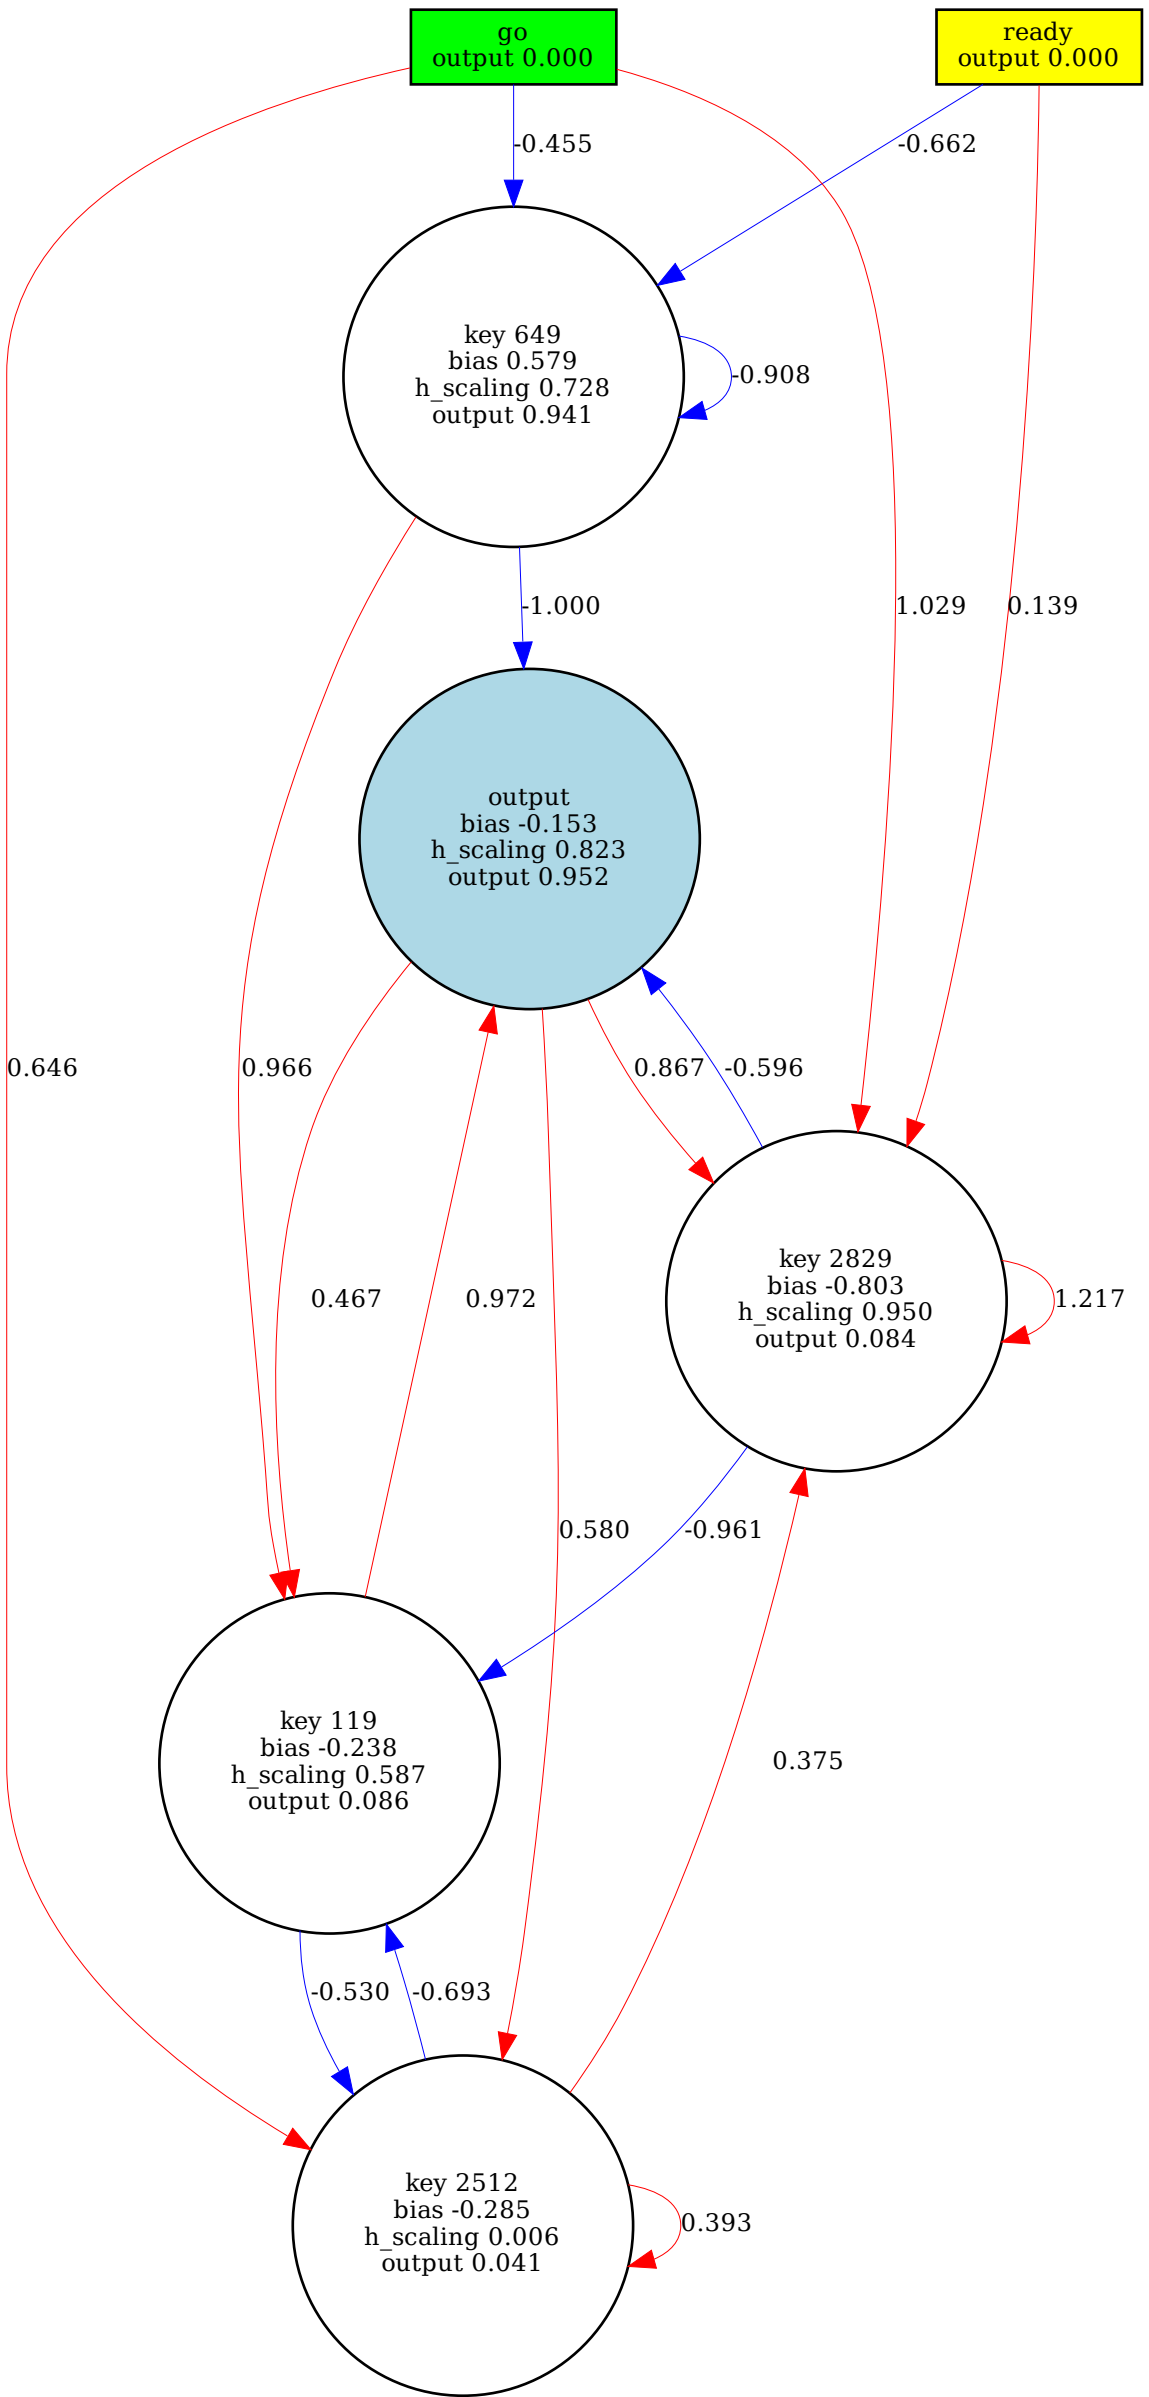 go
output 0.000
ready
output 0.000
-0.455
-0.662
key 649
bias 0.579
h_scaling 0.728
output 0.941
-0.908
-1.000
1.029
0.139
output
bias -0.153
h_scaling 0.823
output 0.952
0.646
0.966
0.867
-0.596
key 2829
bias -0.803
h_scaling 0.950
output 0.084
1.217
0.467
0.972
0.580
-0.961
key 119
bias -0.238
h_scaling 0.587
output 0.086
0.375
-0.530
-0.693
key 2512
bias -0.285
h_scaling 0.006
output 0.041
0.393